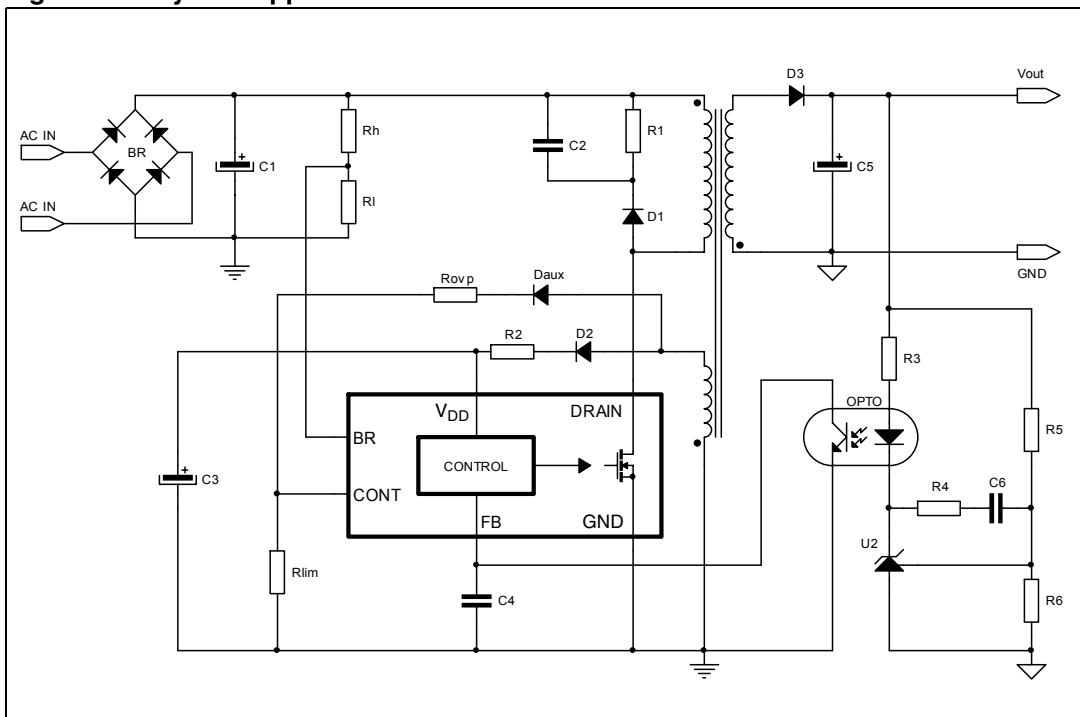 D3
Vout
AC IN
BR
C1
Rh
Rl
C2
R1
D1
C5
AC IN
GND
Rovp
Daux
R2
D2
R3
OPTO
VDD
DRAIN
BR
CONTROL
CONT
FB
GND
C3
R5
R4
C6
U2
Rlim
C4
R6